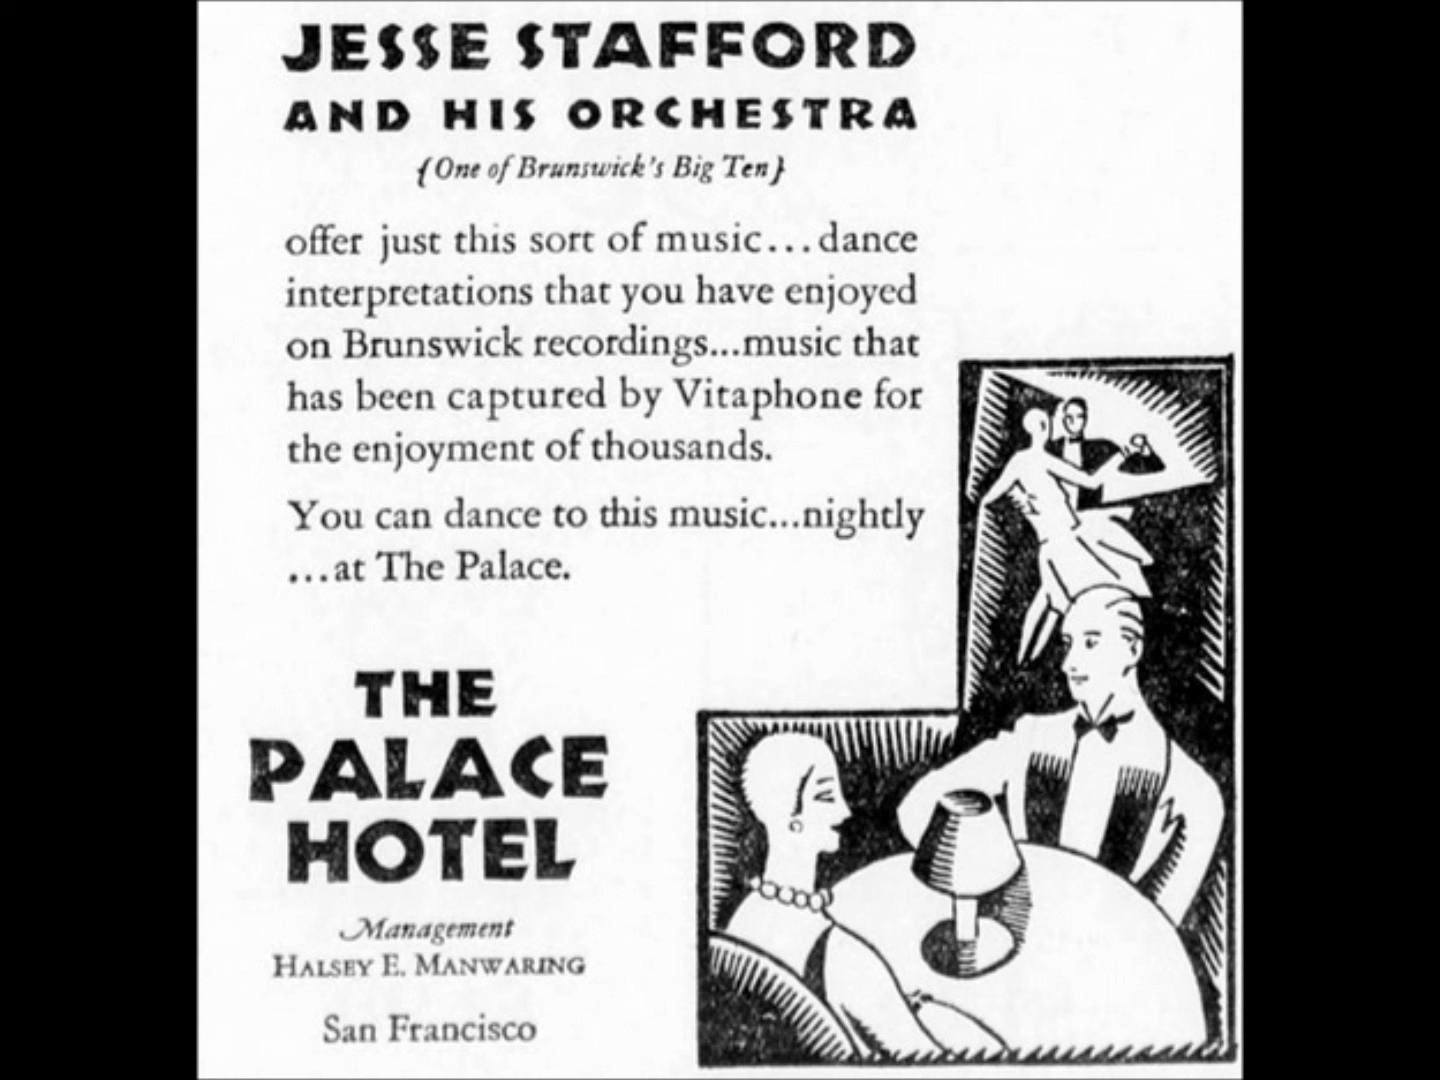 JESSE STAFFORD
AND HIS ORCHESTRA
{One of Brunswick's Big Ten}
offer just this sort of music...dance
interpretations that you have enjoyed
on Brunswick recordings...music that
has been captured by Vitaphone for
the enjoyment of thousands.
You can dance to this music...nightly
...at The Palace.
THE
PALACE
HOTEL
Management
HALSEY E. MANWARING
San Francisco